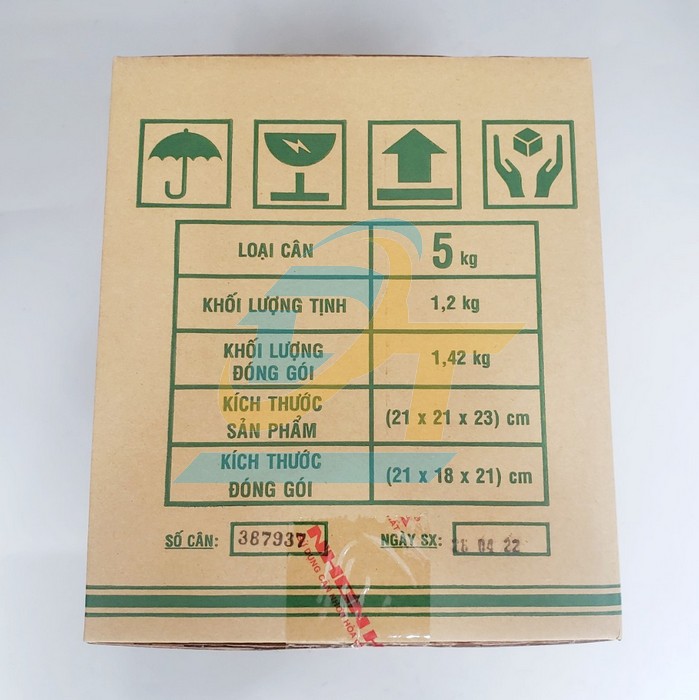 LOẠI CÂN
5 kg
KHỐI LƯỢNG TỊNH
1,2 kg
KHỐI LƯỢNG
ĐÓNG GÓI
1,42 kg
KÍCH THƯỚC
SẢN PHẨM
(21 x 21 x 23) cm
KÍCH THƯỚC
ĐÓNG GÓI
(21 x 18 x 21) cm
SỐ CÂN: 387937
NGÀY SX: 04 22